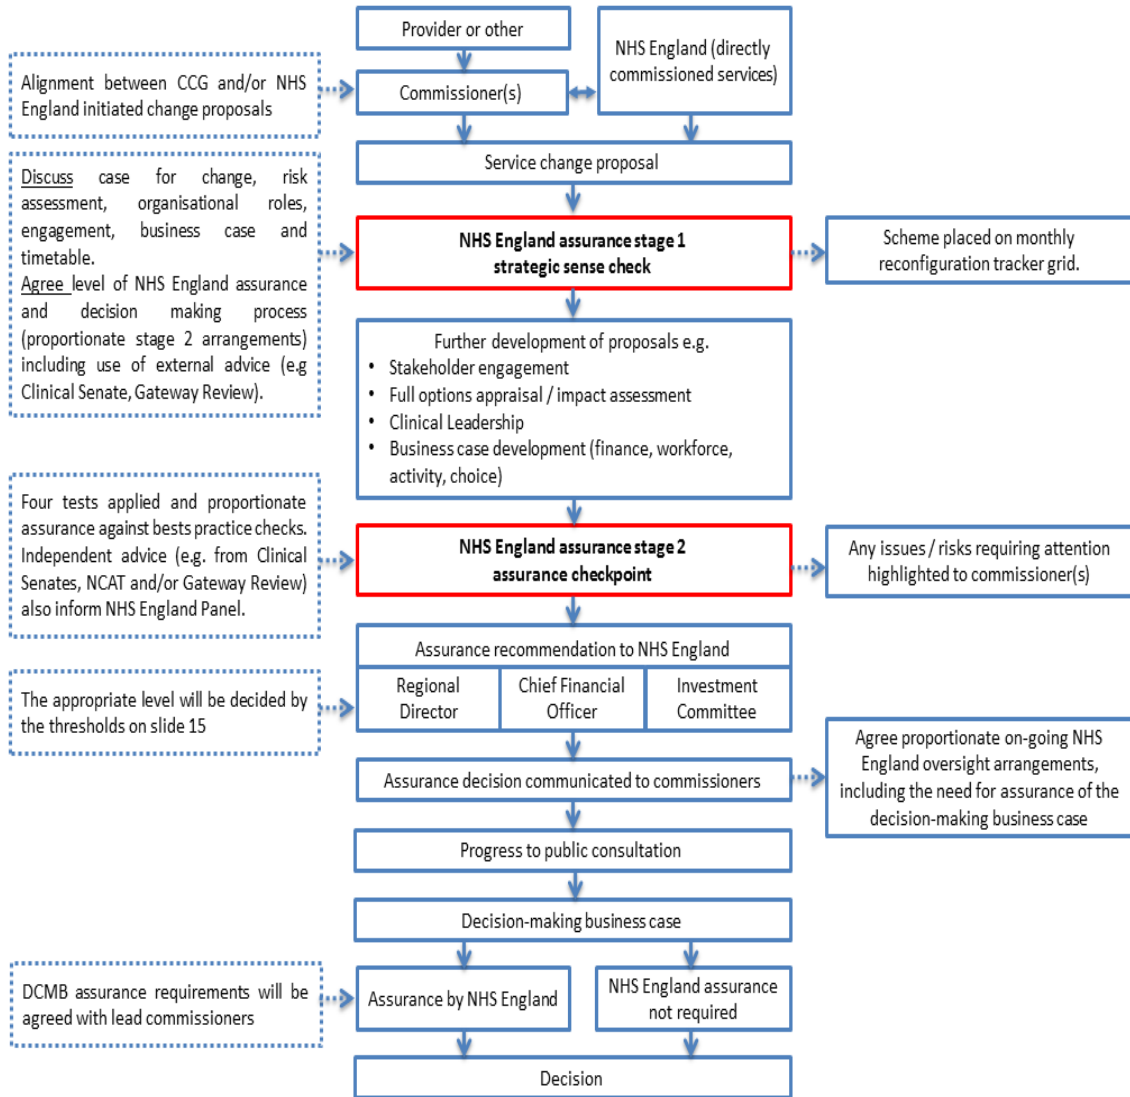 Provider or other
NHS England (directly
commissioned services)
Alignment between CCG and/or NHS
England initiated change proposals
Commissioner(s)
Service change proposal
Discuss case for change, risk
assessment, organisational roles,
engagement, business case and
timetable.
Agree level of NHS England assurance
and decision making process
(proportionate stage 2 arrangements)
including use of external advice (e.g
Clinical Senate, Gateway Review).
NHS England assurance stage 1
strategic sense check
Scheme placed on monthly
reconfiguration tracker grid.
Further development of proposals e.g.
• Stakeholder engagement
• Full options appraisal / impact assessment
• Clinical Leadership
• Business case development (finance, workforce,
activity, choice)
Four tests applied and proportionate
assurance against bests practice checks.
Independent advice (e.g. from Clinical
Senates, NCAT and/or Gateway Review)
also inform NHS England Panel.
NHS England assurance stage 2
assurance checkpoint
Any issues / risks requiring attention
highlighted to commissioner(s)
Assurance recommendation to NHS England
Regional
Director
Chief Financial
Officer
Investment
Committee
The appropriate level will be decided by
the thresholds on slide 15
Assurance decision communicated to commissioners
Agree proportionate on-going NHS
England oversight arrangements,
including the need for assurance of the
decision-making business case
Progress to public consultation
Decision-making business case
DCMB assurance requirements will be
agreed with lead commissioners
Assurance by NHS England
NHS England assurance
not required
Decision